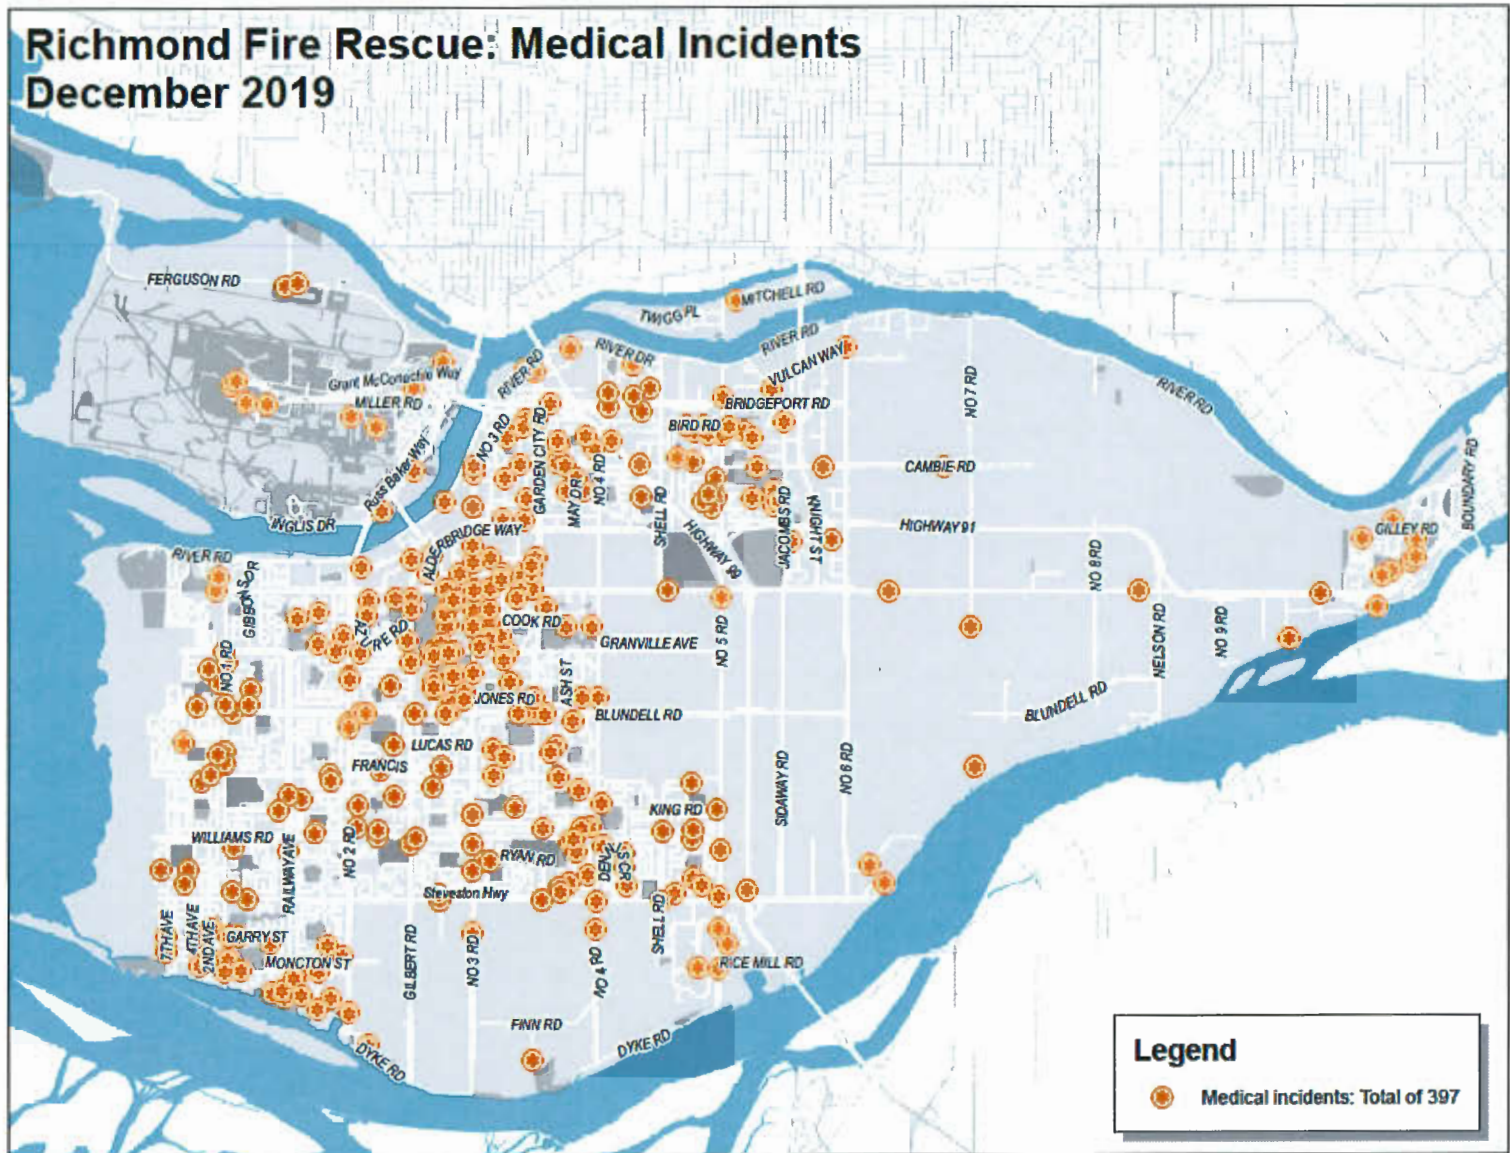 Richmond Fire Rescue: Medical Incidents
December 2019
FERGUSON RD
MITCHELL RD
TWIGG PL
RIVER RD
RIVER DR
RIVER RD
VULCAN WAY
Grant McConachie Way
MILLER RD
NO 7 RD
RIVER RD
BRIDGEPORT RD
BIRD RD
NO 3 RD
GARDEN CITY RD
Russ Baker Way
MAY DR
NO 4 RD
CAMBIE RD
BOUNDARY RD
SHELL RD
JACOMBS RD
KNIGHT ST
INGLIS DR
HIGHWAY 91
GILLEY RD
ALDERBRIDGE WAY
HIGHWAY 99
RIVER RD
GIBBONS DR
NO 8 RD
AZURE RD
COOK RD
GRANVILLE AVE
NO 5 RD
NELSON RD
NO 9 RD
NO 1 RD
ASH ST
JONES RD
BLUNDELL RD
BLUNDELL RD
LUCAS RD
FRANCIS
SIDAWAY RD
NO 6 RD
KING RD
WILLIAMS RD
RAILWAY AVE
NO 2 RD
RYAN RD
Steveston Hwy
SHELL RD
7TH AVE
4TH AVE
2ND AVE
GARRY ST
MONCTON ST
GILBERT RD
NO 3 RD
NO 4 RD
RICE MILL RD
FINN RD
DYKE RD
DYKE RD
Legend
Medical incidents: Total of 397